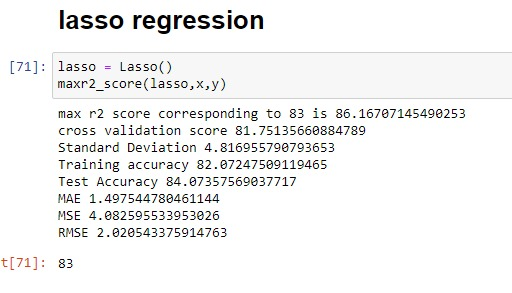 lasso regression
[71]: lasso = Lasso()
maxr2_score(lasso,x,y)
max r2 score corresponding to 83 is 86.16707145490253
cross validation score 81.75135660884789
Standard Deviation 4.816955790793653
Training accuracy 82.07247509119465
Test Accuracy 84.07357569037717
MAE 1.497544780461144
MSE 4.082595533953026
RMSE 2.020543375914763
t[71]: 83